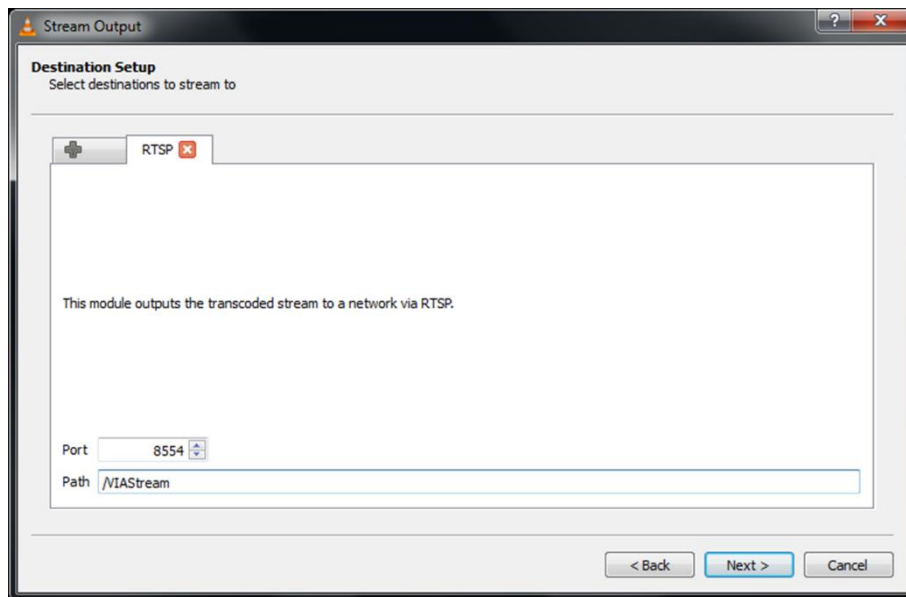 Stream Output
?
Destination Setup
Select destinations to stream to
RTSP
This module outputs the transcoded stream to a network via RTSP.
Port 8554
Path /VIAStream
< Back Next > Cancel